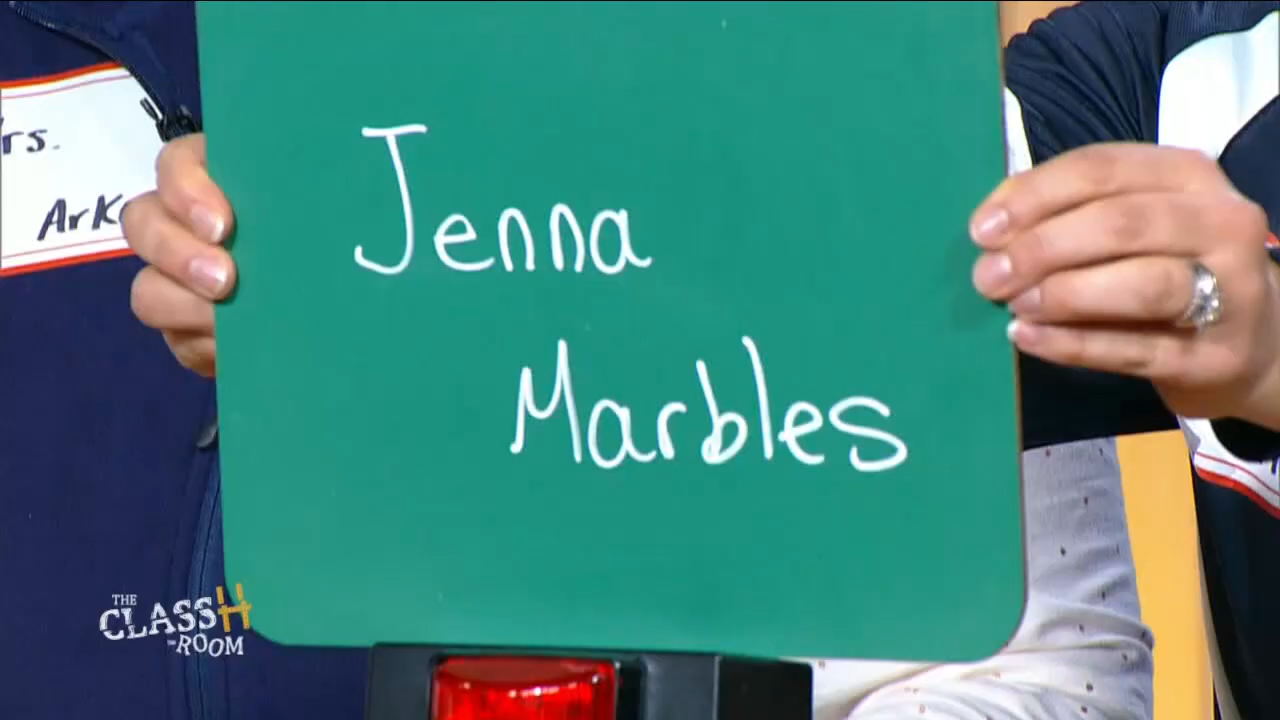 rs.
Ark
Jenna
Marbles
THE
CLASSH
-ROOM